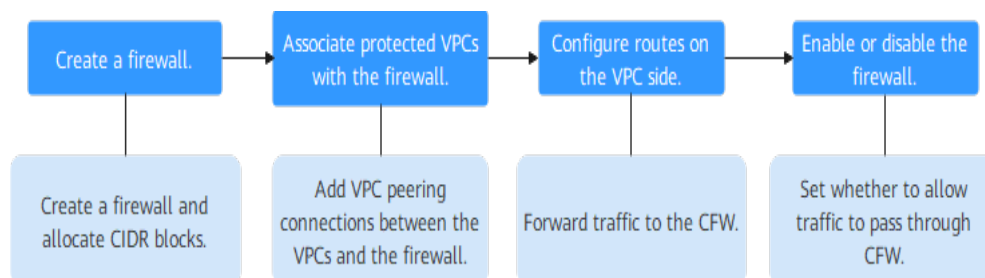 Create a firewall.
Associate protected VPCs
with the firewall.
Configure routes on
the VPC side.
Enable or disable the
firewall.
Create a firewall and
allocate CIDR blocks.
Add VPC peering
connections between the
VPCs and the firewall.
Forward traffic to the CFW.
Set whether to allow
traffic to pass through
CFW.